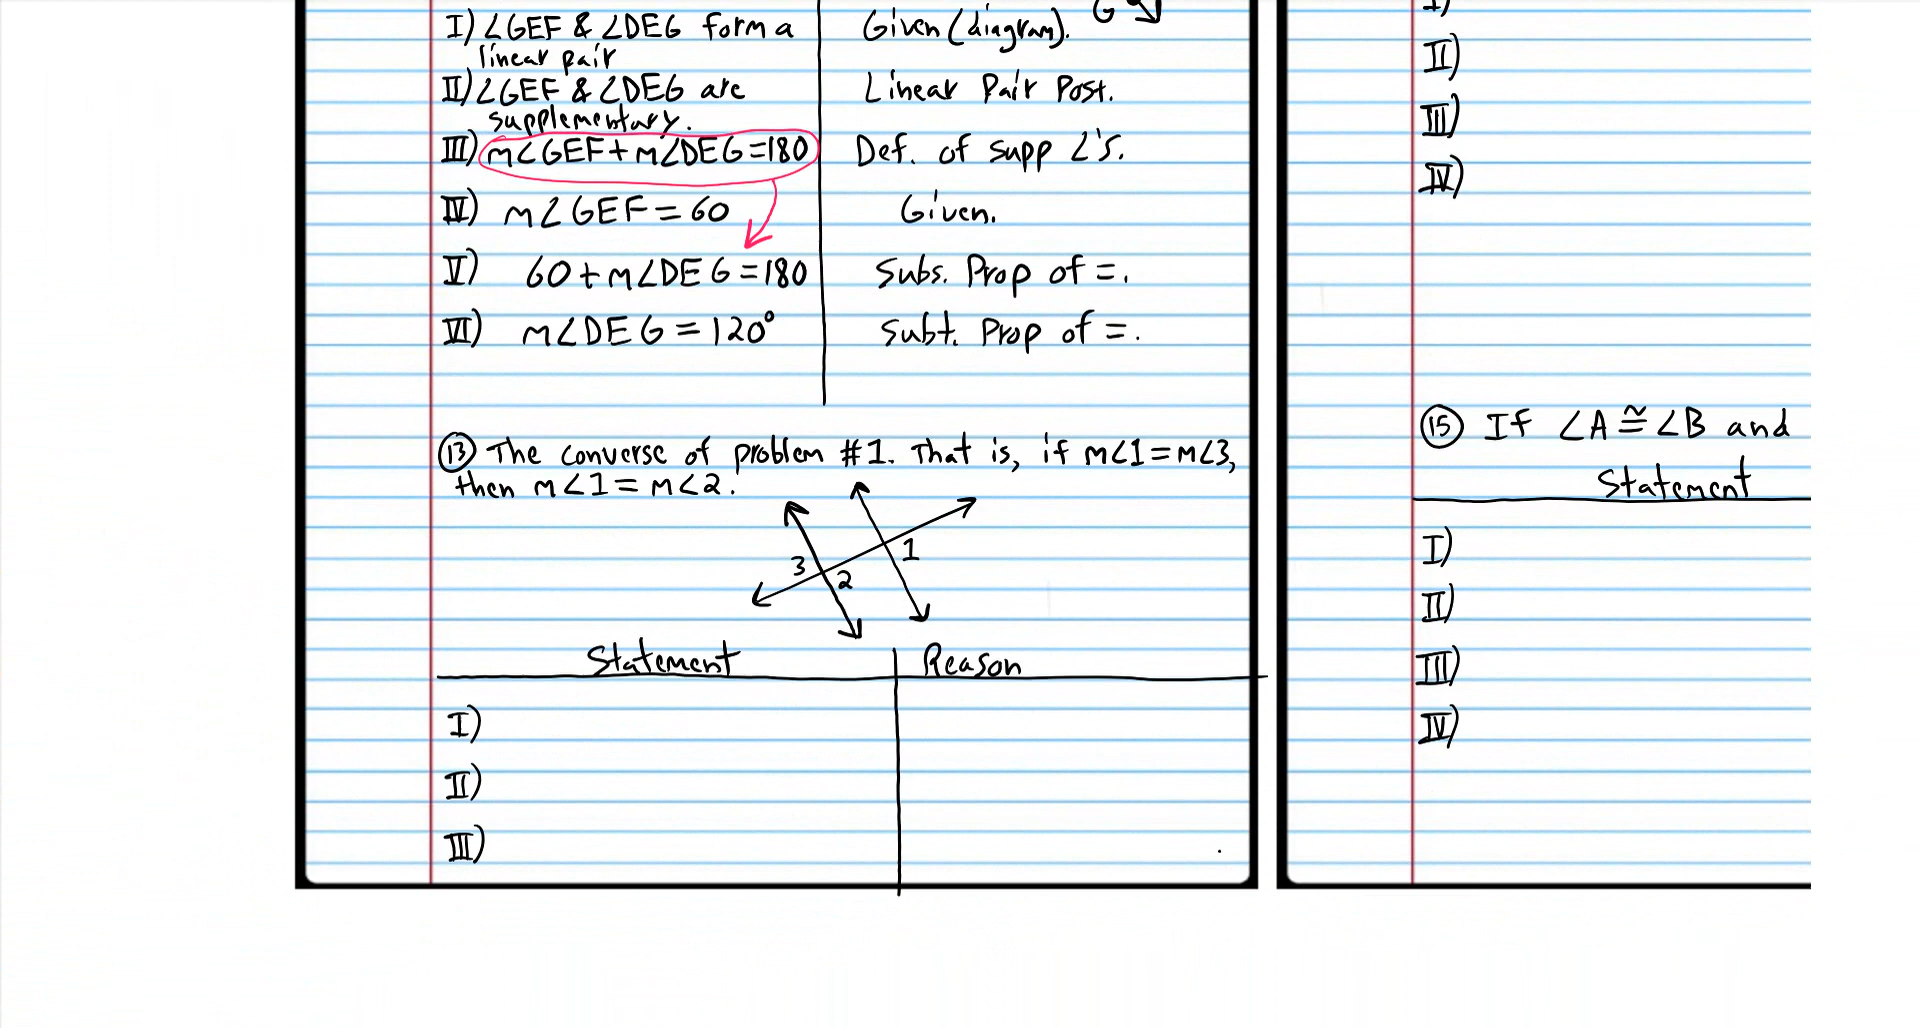 I) ∠GEF & ∠DEG form a
linear pair
Given (diagram).
G
II) ∠GEF & ∠DEG are
supplementary.
Linear Pair Post.
III) m∠GEF + m∠DEG = 180
Def. of supp ∠'s.
IV) m∠GEF = 60
Given.
V) 60 + m∠DEG = 180
Subs. Prop of =.
VI) m∠DEG = 120°
Subt. Prop of =.
13 The converse of problem #1. That is, if m∠1 = m∠3,
then m∠1 = m∠2.
3
2
1
Statement
Reason
I)
II)
III)
I)
II)
III)
IV)
15 If ∠A ≅ ∠B and
Statement
I)
II)
III)
IV)